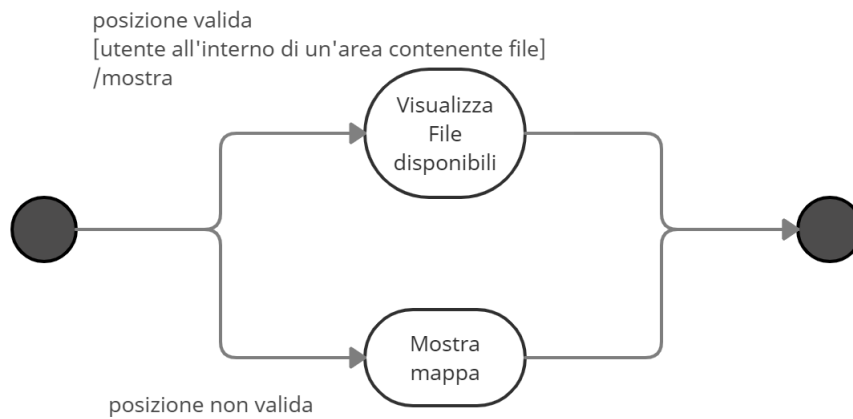 posizione valida
[utente all'interno di un'area contenente file]
/mostra
Visualizza
File
disponibili
Mostra
mappa
posizione non valida